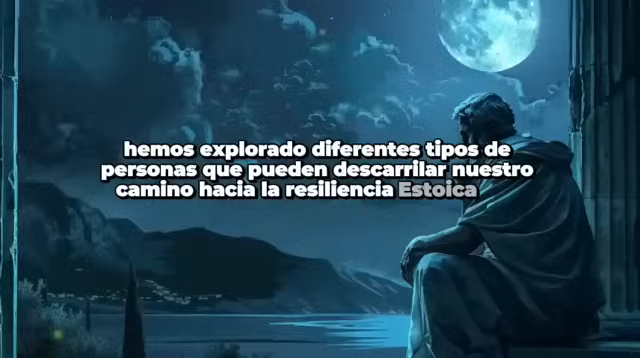 hemos explorado diferentes tipos de
personas que pueden descarrilar nuestro
camino hacia la resiliencia Estoica